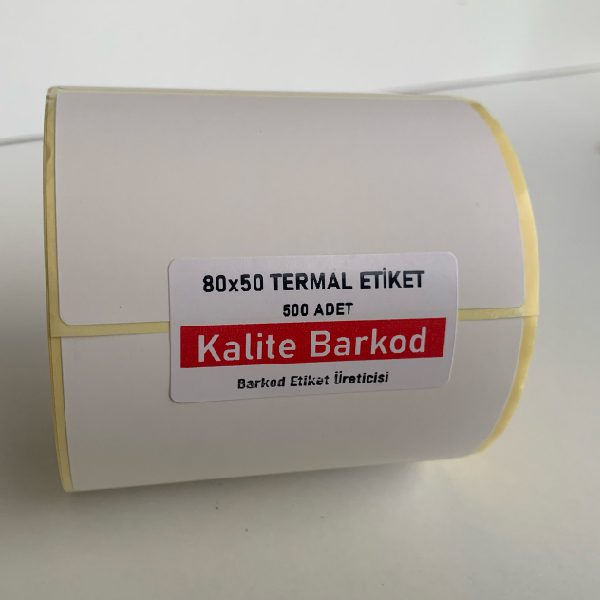 80x50 TERMAL ETİKET
500 ADET
Kalite Barkod
Barkod Etiket Üreticisi